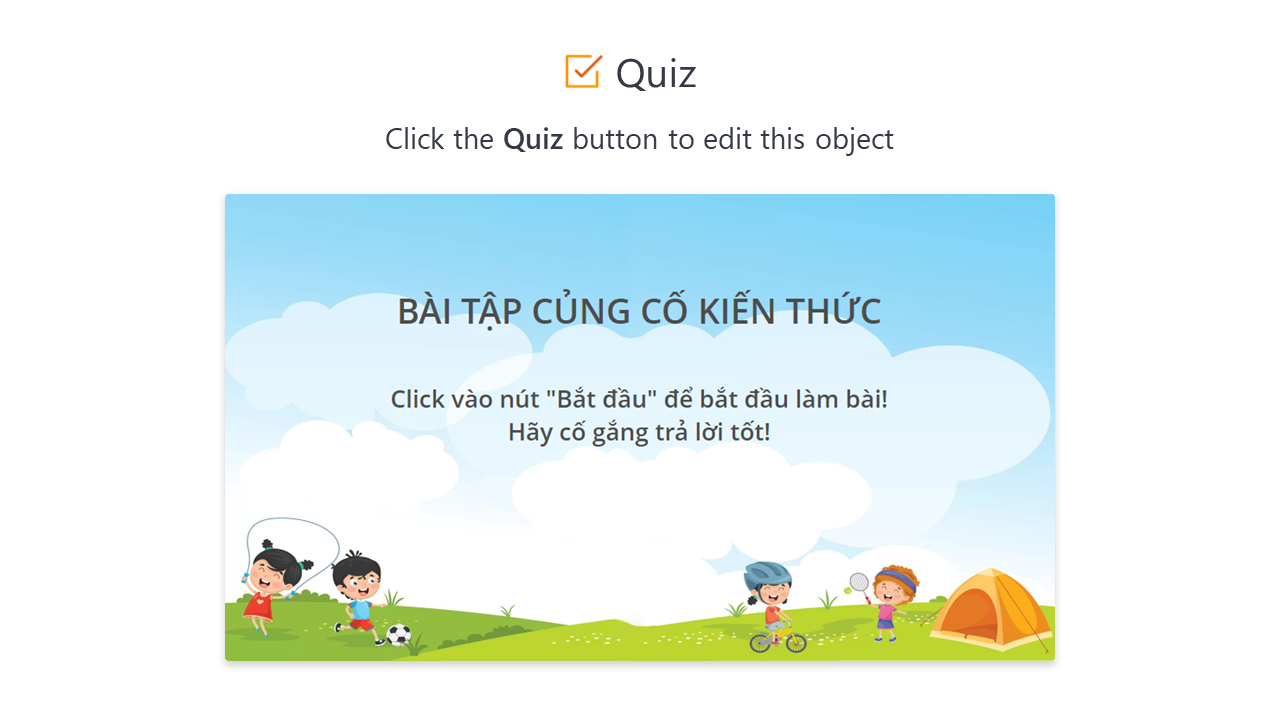 Quiz
Click the Quiz button to edit this object
BÀI TẬP CỦNG CỐ KIẾN THỨC
Click vào nút "Bắt đầu" để bắt đầu làm bài!
Hãy cố gắng trả lời tốt!